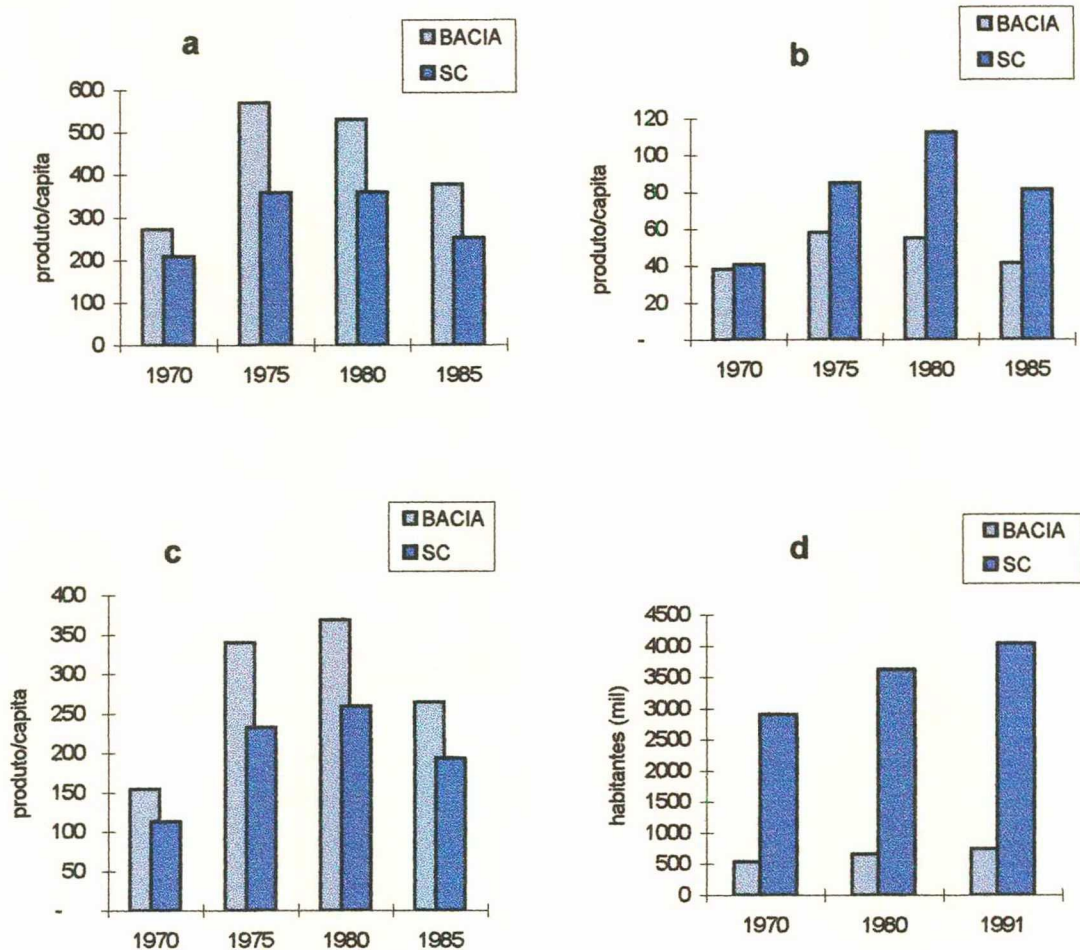 a
BACIA
SC
produto/capita
600
500
400
300
200
100
0
1970 1975 1980 1985
b
BACIA
SC
produto/capita
120
100
80
60
40
20
-
1970 1975 1980 1985
c
BACIA
SC
produto/capita
400
350
300
250
200
150
100
50
-
1970 1975 1980 1985
d
BACIA
SC
habitantes (mil)
4500
4000
3500
3000
2500
2000
1500
1000
500
0
1970 1980 1991